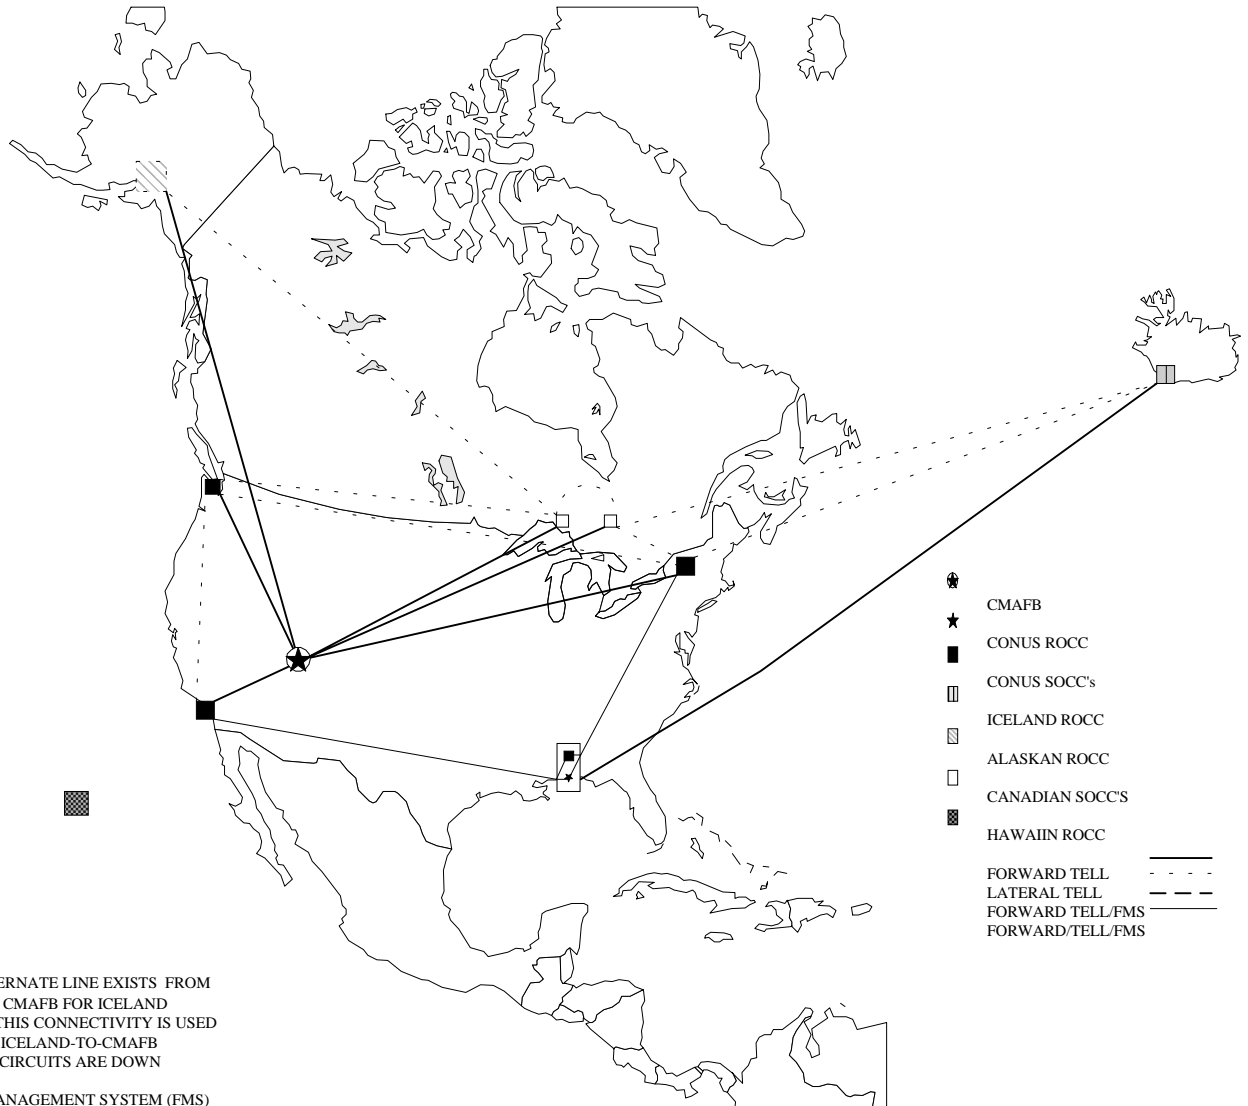 CMAFB
CONUS ROCC
CONUS SOCC's
ICELAND ROCC
ALASKAN ROCC
CANADIAN SOCC'S
HAWAIIN ROCC
FORWARD TELL
LATERAL TELL
FORWARD TELL/FMS
FORWARD/TELL/FMS
ERNATE LINE EXISTS FROM
CMAFB FOR ICELAND
THIS CONNECTIVITY IS USED
ICELAND-TO-CMAFB
CIRCUITS ARE DOWN
ANAGEMENT SYSTEM (FMS)